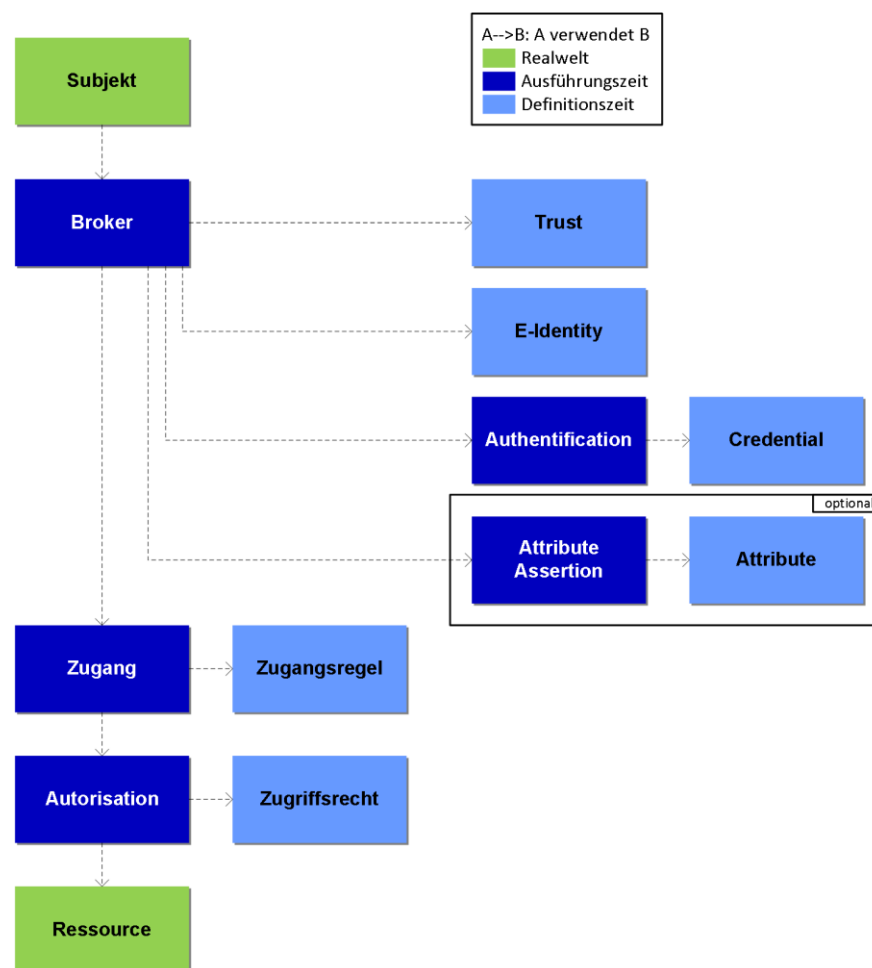 A-->B: A verwendet B
Realwelt
Ausführungszeit
Definitionszeit
Subjekt
Broker
Trust
E-Identity
Authentification
Credential
optional
Attribute
Assertion
Attribute
Zugang
Zugangsregel
Autorisation
Zugriffsrecht
Ressource